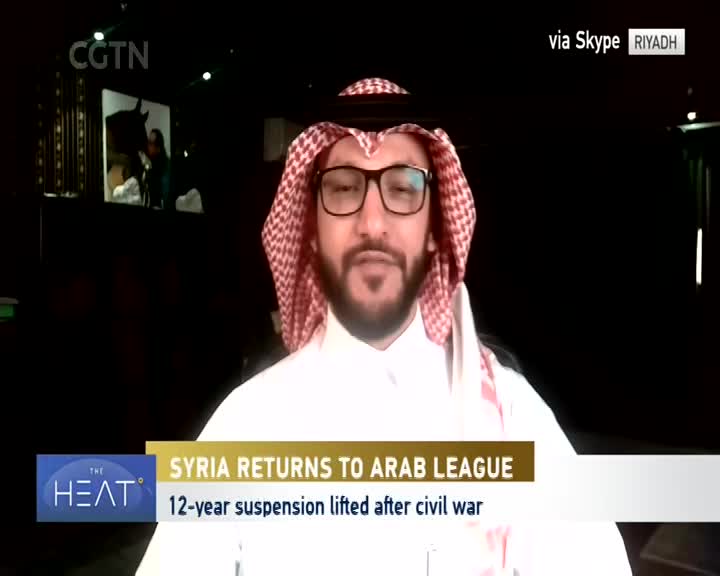 CGTN
via Skype RIYADH
SYRIA RETURNS TO ARAB LEAGUE
THE
HEAT
12-year suspension lifted after civil war